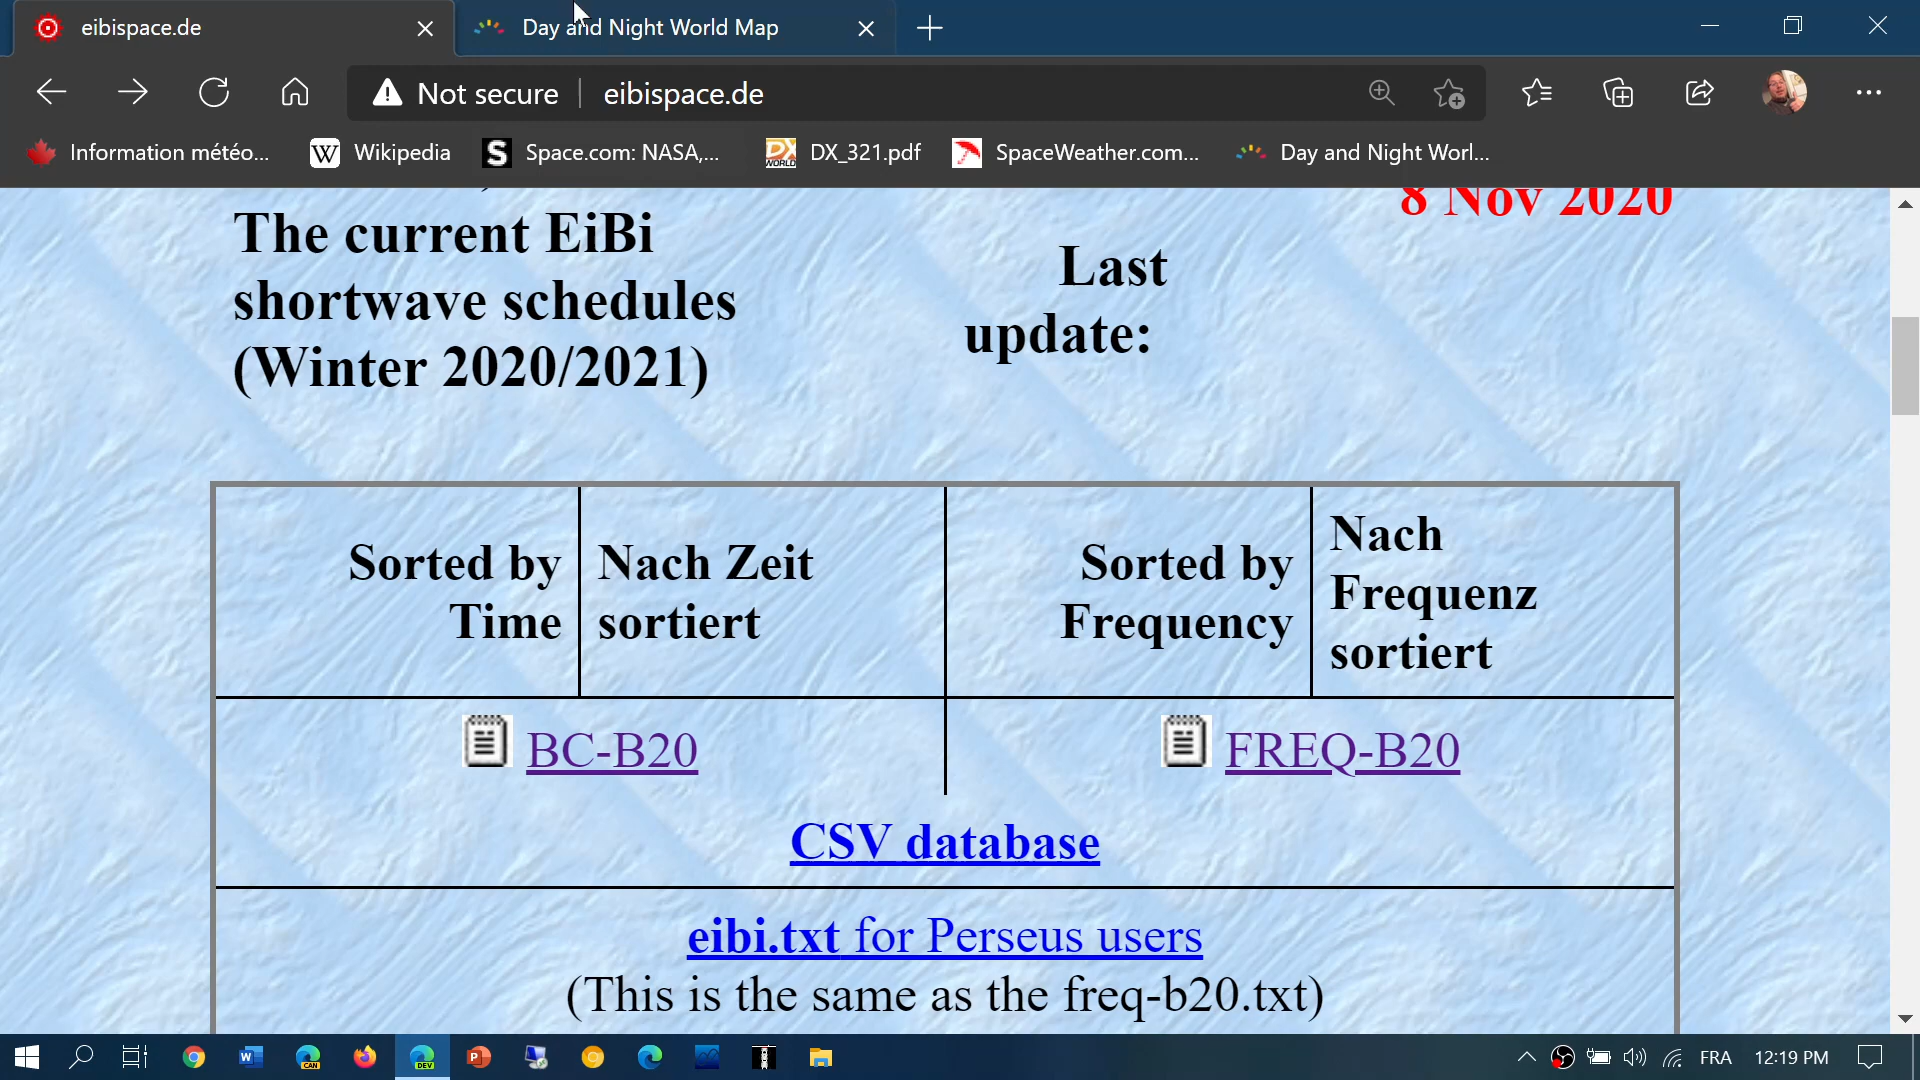 eibispace.de
Day and Night World Map
Not secure
eibispace.de
Information météo...
Wikipedia
Space.com: NASA,...
DX_321.pdf
SpaceWeather.com...
Day and Night Worl...
The current EiBi
shortwave schedules
(Winter 2020/2021)
Last
update:
8 Nov 2020
Sorted by
Time
Nach Zeit
sortiert
Sorted by
Frequency
Nach
Frequenz
sortiert
BC-B20
FREQ-B20
CSV database
eibi.txt for Perseus users
(This is the same as the freq-b20.txt)
FRA
12:19 PM